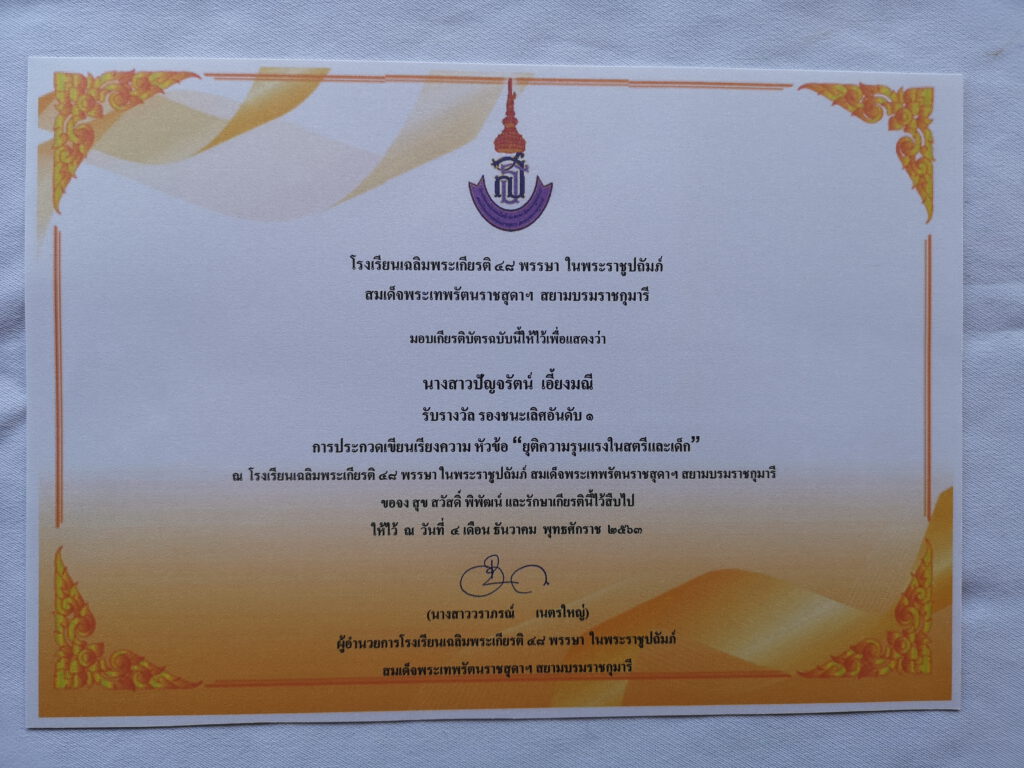 โรงเรียนเฉลิมพระเกียรติ ๔๘ พรรษา ในพระราชูปถัมภ์
สมเด็จพระเทพรัตนราชสุดาฯ สยามบรมราชกุมารี
มอบเกียรติบัตรฉบับนี้ให้ไว้เพื่อแสดงว่า
นางสาวปัญจรัตน์ เอี้ยงมณี
รับรางวัล รองชนะเลิศอันดับ ๑
การประกวดเขียนเรียงความ หัวข้อ “ยุติความรุนแรงในสตรีและเด็ก”
ณ โรงเรียนเฉลิมพระเกียรติ ๔๘ พรรษา ในพระราชูปถัมภ์ สมเด็จพระเทพรัตนราชสุดาฯ สยามบรมราชกุมารี
ขอจง สุข สวัสดิ์ พิพัฒน์ และรักษาเกียรตินี้ไว้สืบไป
ให้ไว้ ณ วันที่ ๔ เดือน ธันวาคม พุทธศักราช ๒๕๖๓
(นางสาววราภรณ์ เนตรใหญ่)
ผู้อำนวยการโรงเรียนเฉลิมพระเกียรติ ๔๘ พรรษา ในพระราชูปถัมภ์
สมเด็จพระเทพรัตนราชสุดาฯ สยามบรมราชกุมารี